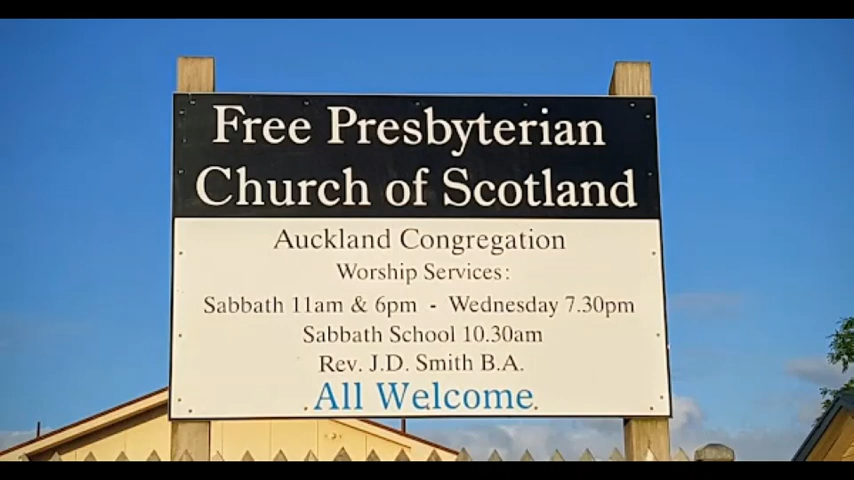 Free Presbyterian
Church of Scotland
Auckland Congregation
Worship Services:
Sabbath 11am & 6pm - Wednesday 7.30pm
Sabbath School 10.30am
Rev. J.D. Smith B.A.
All Welcome